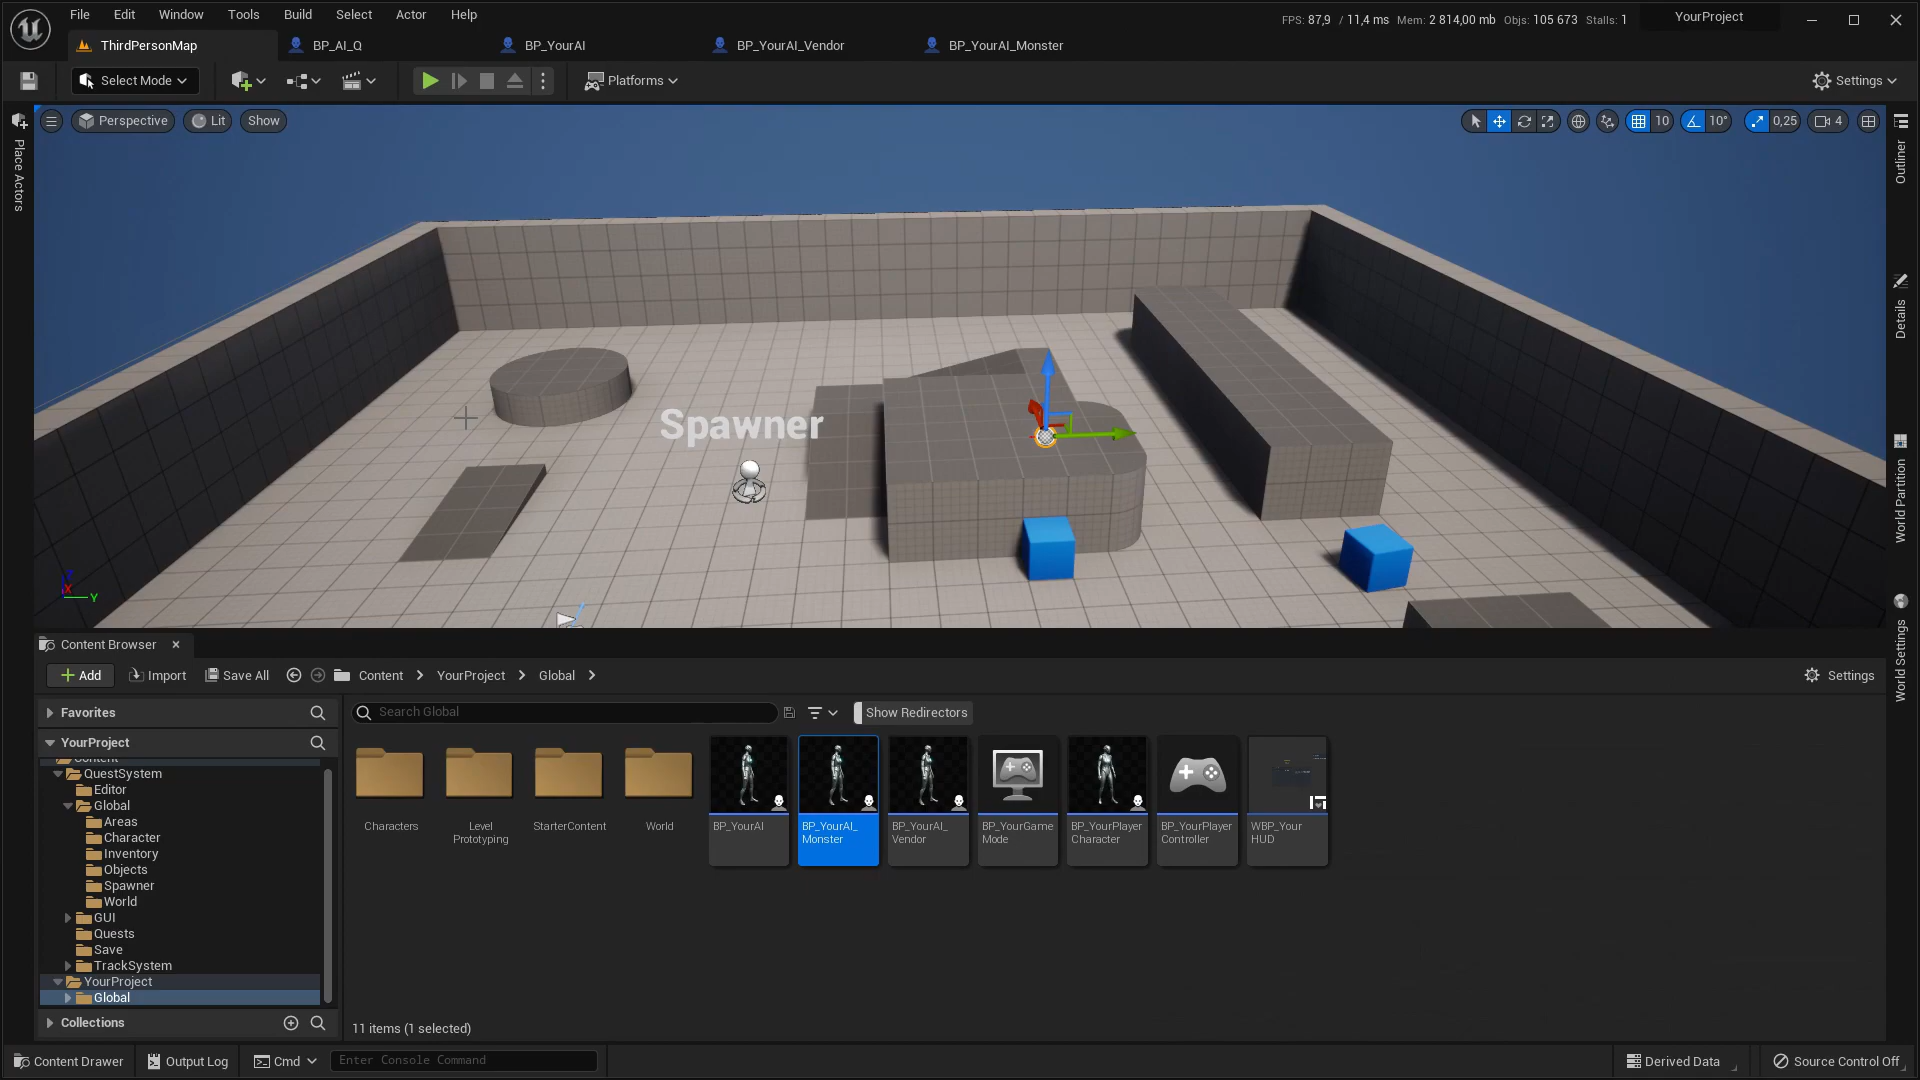 File Edit Window Tools Build Select Actor Help
FPS: 87,9 / 11,4 ms Mem: 2 814,00 mb Objs: 105 673 Stalls: 1
YourProject
ThirdPersonMap
BP_AI_Q
BP_YourAI
BP_YourAI_Vendor
BP_YourAI_Monster
Select Mode
Platforms
Settings
Place Actors
Perspective
Lit
Show
10
10°
0,25
4
Outliner
Details
World Partition
World Settings
Spawner
X
Y
Content Browser
Add
Import
Save All
Content
YourProject
Global
Settings
Favorites
Search Global
Show Redirectors
YourProject
Content
QuestSystem
Editor
Global
Areas
Character
Inventory
Objects
Spawner
World
GUI
Quests
Save
TrackSystem
YourProject
Global
Collections
Characters
Level
Prototyping
StarterContent
World
BP_YourAI
BP_YourAI_
Monster
BP_YourAI_
Vendor
BP_YourGame
Mode
BP_YourPlayer
Character
BP_YourPlayer
Controller
WBP_Your
HUD
11 items (1 selected)
Content Drawer
Output Log
Cmd
Enter Console Command
Derived Data
Source Control Off